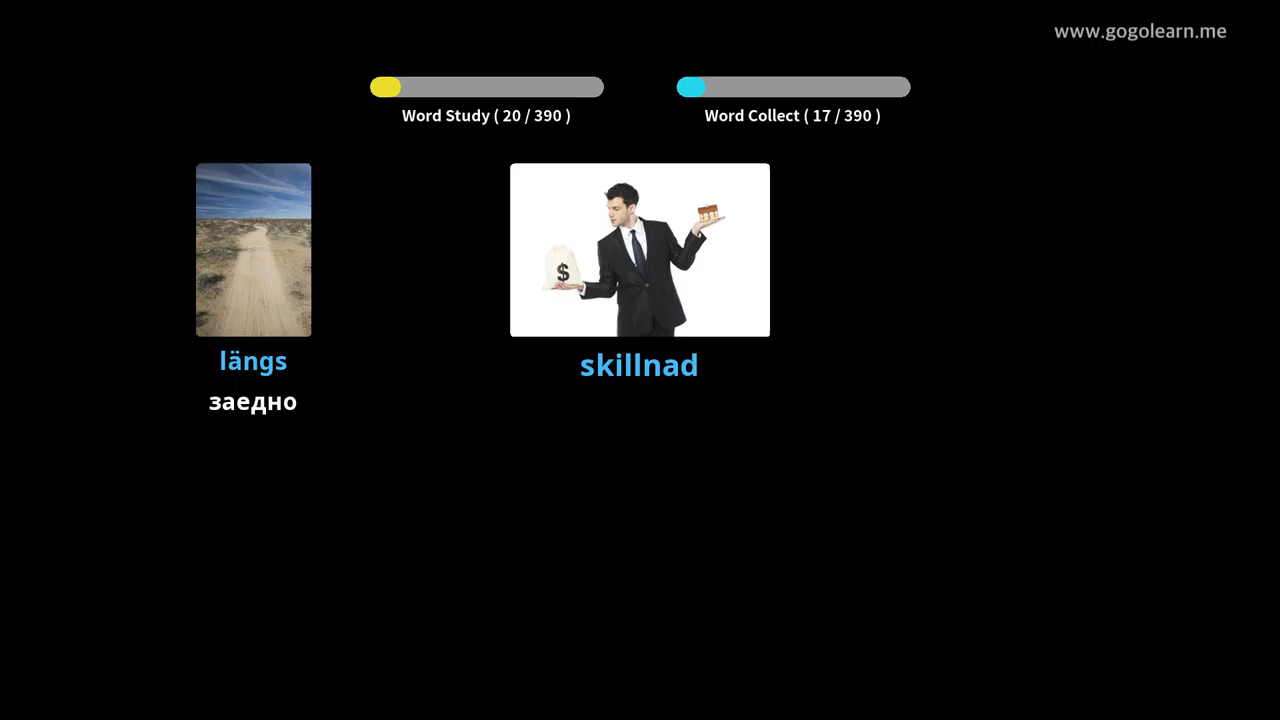 www.gogolearn.me
Word Study ( 20 / 390 )
Word Collect ( 17 / 390 )
$
längs
skillnad
заедно